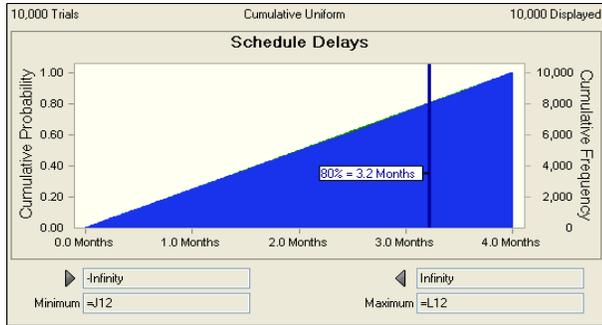 10,000 Trials Cumulative Uniform 10,000 Displayed
Schedule Delays
Cumulative Probability
1.00
0.80
0.60
0.40
0.20
0.00
80% = 3.2 Months
10,000
8,000
6,000
4,000
2,000
0
Cumulative Frequency
0.0 Months 1.0 Months 2.0 Months 3.0 Months 4.0 Months
-Infinity Infinity
Minimum =J12 Maximum =L12